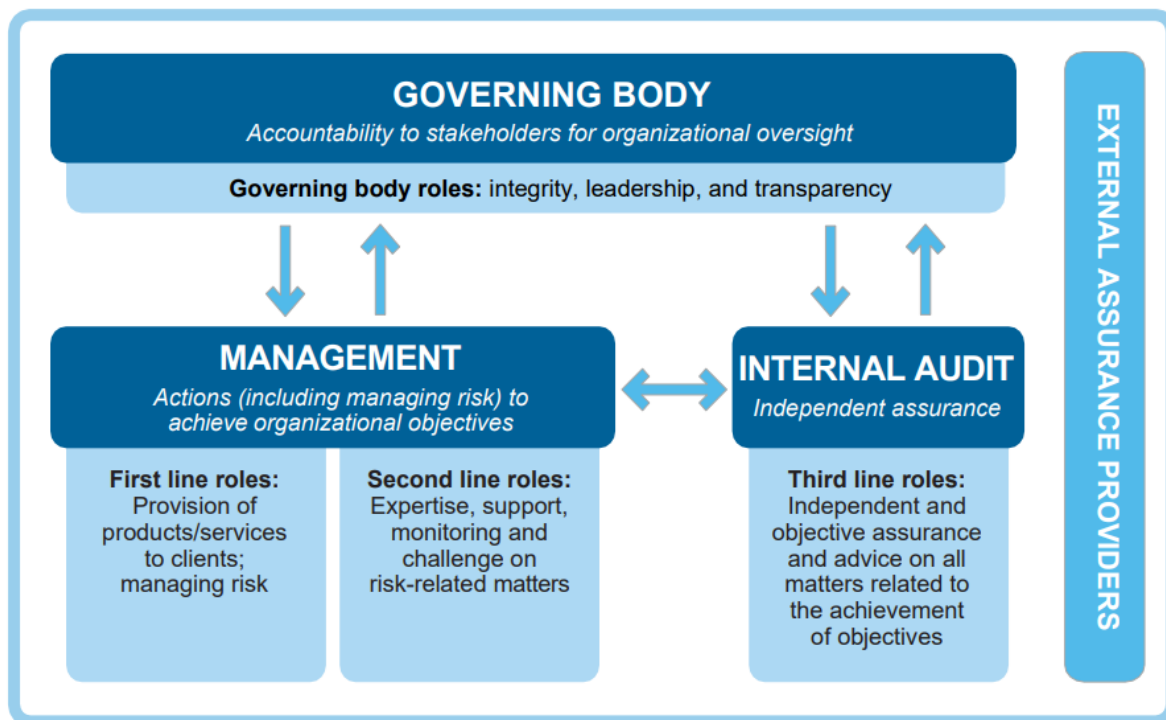 GOVERNING BODY
Accountability to stakeholders for organizational oversight
Governing body roles: integrity, leadership, and transparency
MANAGEMENT
Actions (including managing risk) to
achieve organizational objectives
First line roles:
Provision of
products/services
to clients;
managing risk
Second line roles:
Expertise, support,
monitoring and
challenge on
risk-related matters
INTERNAL AUDIT
Independent assurance
Third line roles:
Independent and
objective assurance
and advice on all
matters related to
the achievement
of objectives
EXTERNAL ASSURANCE PROVIDERS